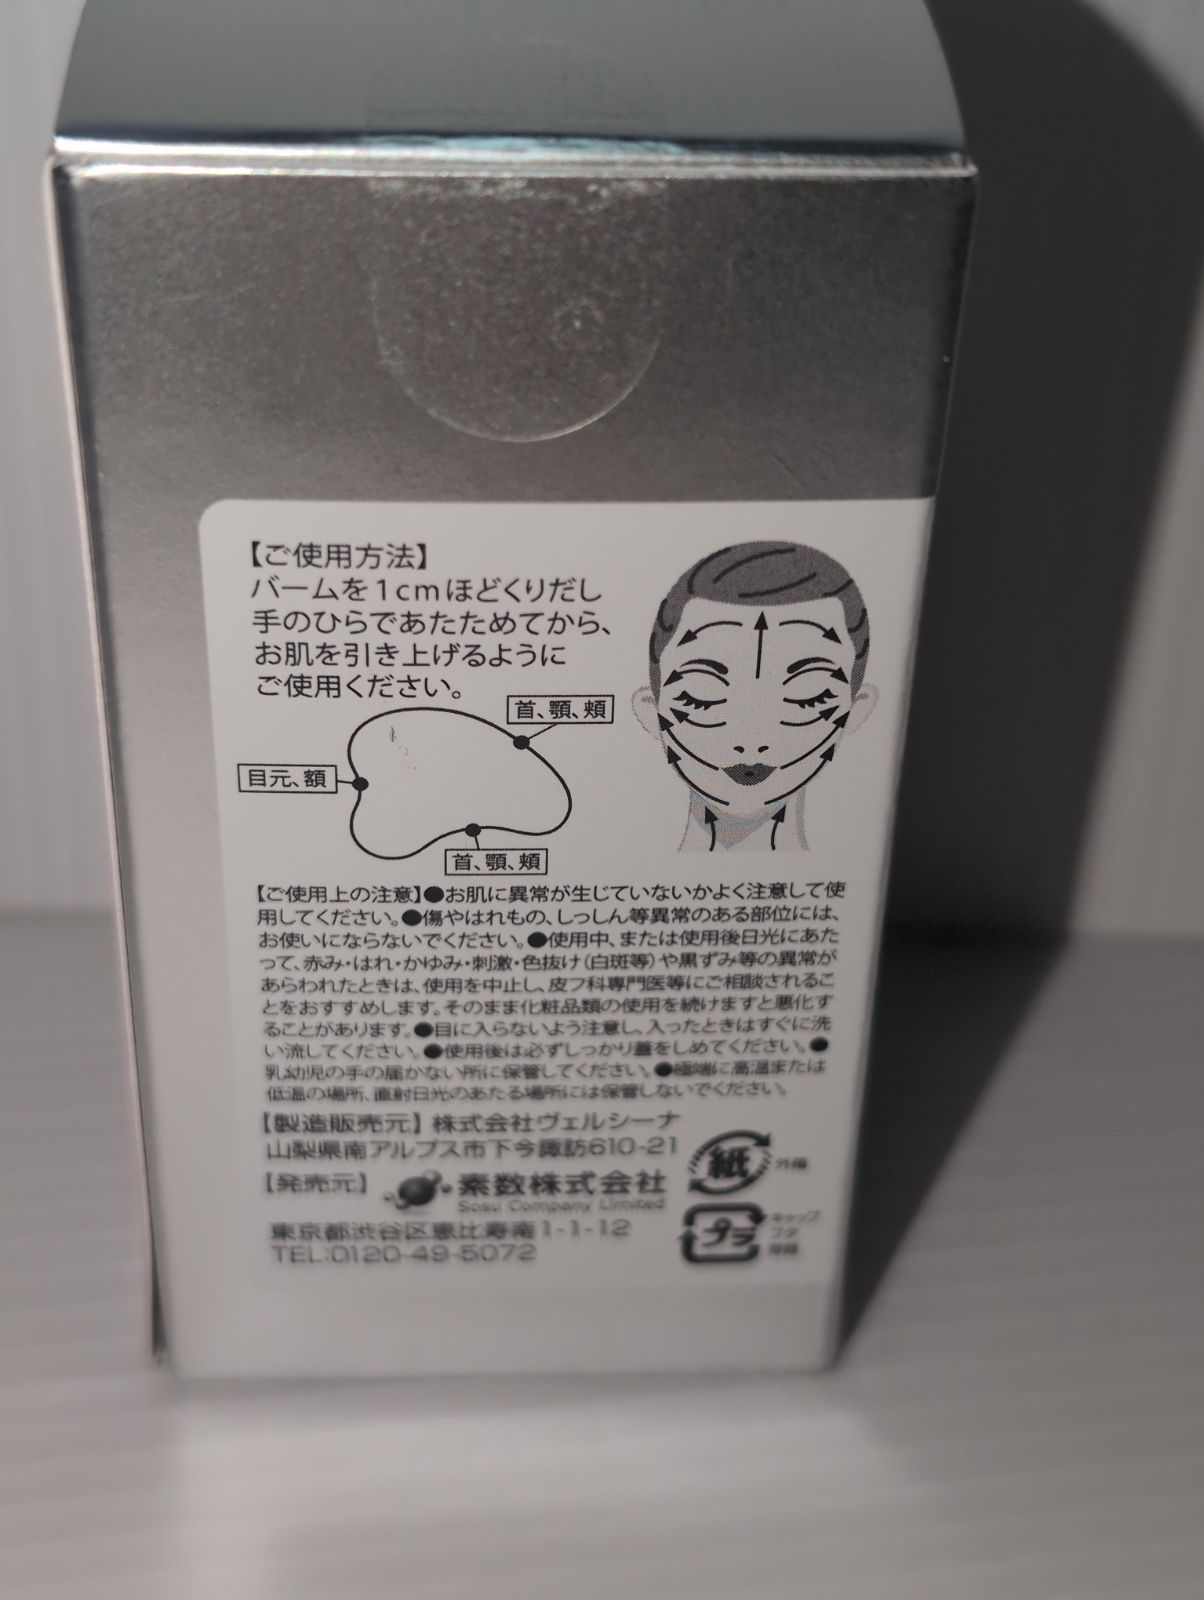 【ご使用方法】
バームを1cmほどくりだし
手のひらであたためてから、
お肌を引き上げるように
ご使用ください。
首、顎、頰
目元、額
首、顎、頰
【ご使用上の注意】●お肌に異常が生じていないかよく注意して使
用してください。●傷やはれもの、しっしん等異常のある部位には、
お使いにならないでください。●使用中、または使用後日光にあた
って、赤み・はれ・かゆみ・刺激・色抜け(白斑等)や黒ずみ等の異常が
あらわれたときは、使用を中止し、皮フ科専門医等にご相談されるこ
とをおすすめします。そのまま化粧品類の使用を続けますと悪化す
ることがあります。●目に入らないよう注意し、入ったときはすぐに洗
い流してください。●使用後は必ずしっかり蓋をしめてください。●
乳幼児の手の届かない所に保管してください。●極端に高温または
低温の場所、直射日光のあたる場所には保管しないでください。
【製造販売元】株式会社ヴェルシーナ
山梨県南アルプス市下今諏訪610-21
【発売元】 素数株式会社
Sosu Company Limited
東京都渋谷区恵比寿南1-1-12
TEL:0120-49-5072
紙 外箱
プラ キャップ
フタ